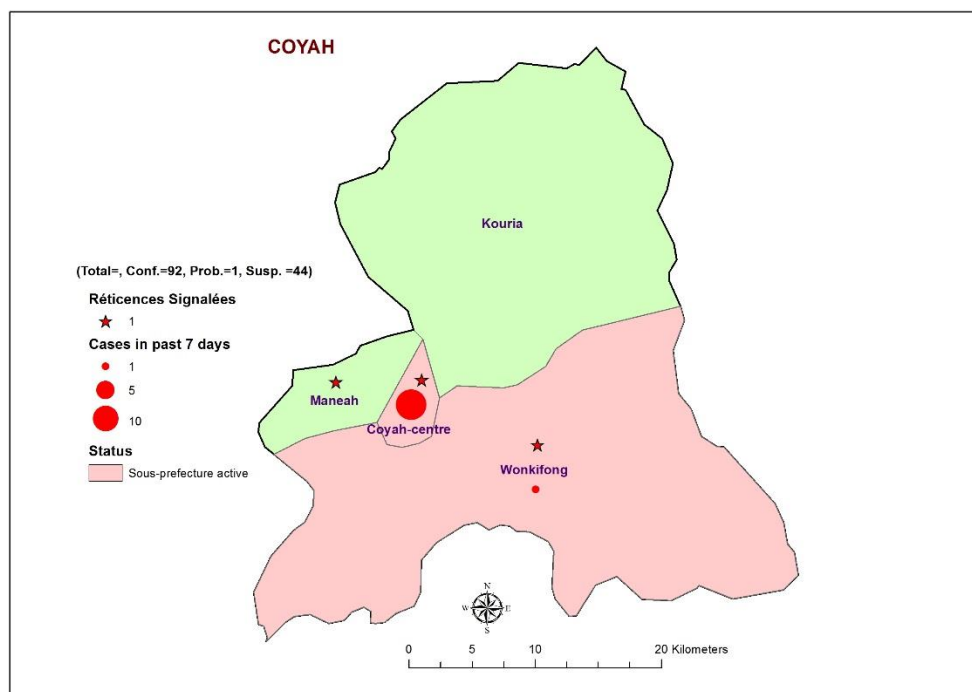 COYAH
Kouria
(Total=, Conf.=92, Prob.=1, Susp. =44)
Réticences Signalées
1
Cases in past 7 days
1
5
10
Status
Sous-prefecture active
Maneah
Coyah-centre
Wonkifong
N
W E
S
0 5 10 20 Kilometers